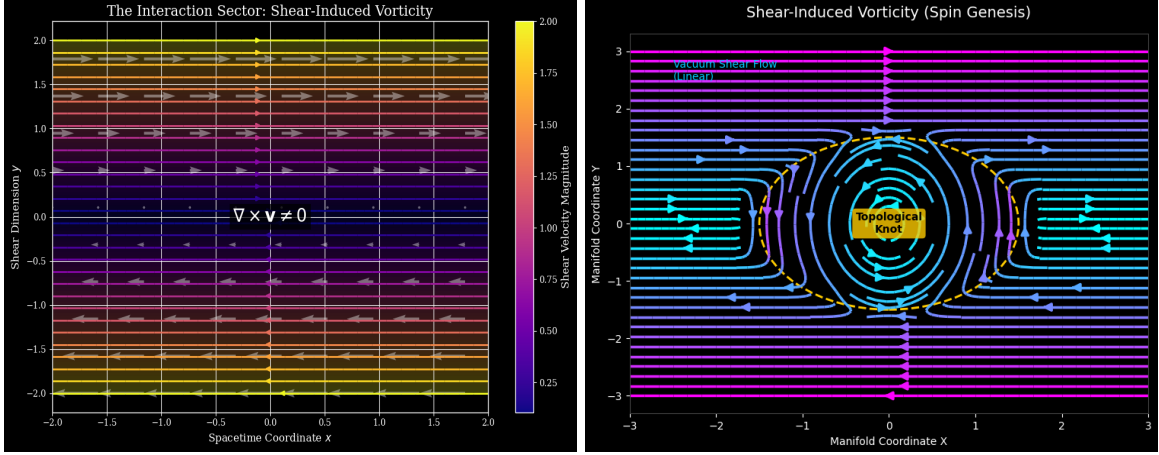 The Interaction Sector: Shear-Induced Vorticity
2.0
1.5
1.0
0.5
0.0
−0.5
−1.0
−1.5
−2.0
Shear Dimension y
∇ × v ≠ 0
−2.0 −1.5 −1.0 −0.5 0.0 0.5 1.0 1.5 2.0
Spacetime Coordinate x
2.00
1.75
1.50
1.25
1.00
0.75
0.50
0.25
Shear Velocity Magnitude
Shear-Induced Vorticity (Spin Genesis)
3
2
1
0
−1
−2
−3
Manifold Coordinate Y
Vacuum Shear Flow
(Linear)
Topological
Knot
−3 −2 −1 0 1 2 3
Manifold Coordinate X